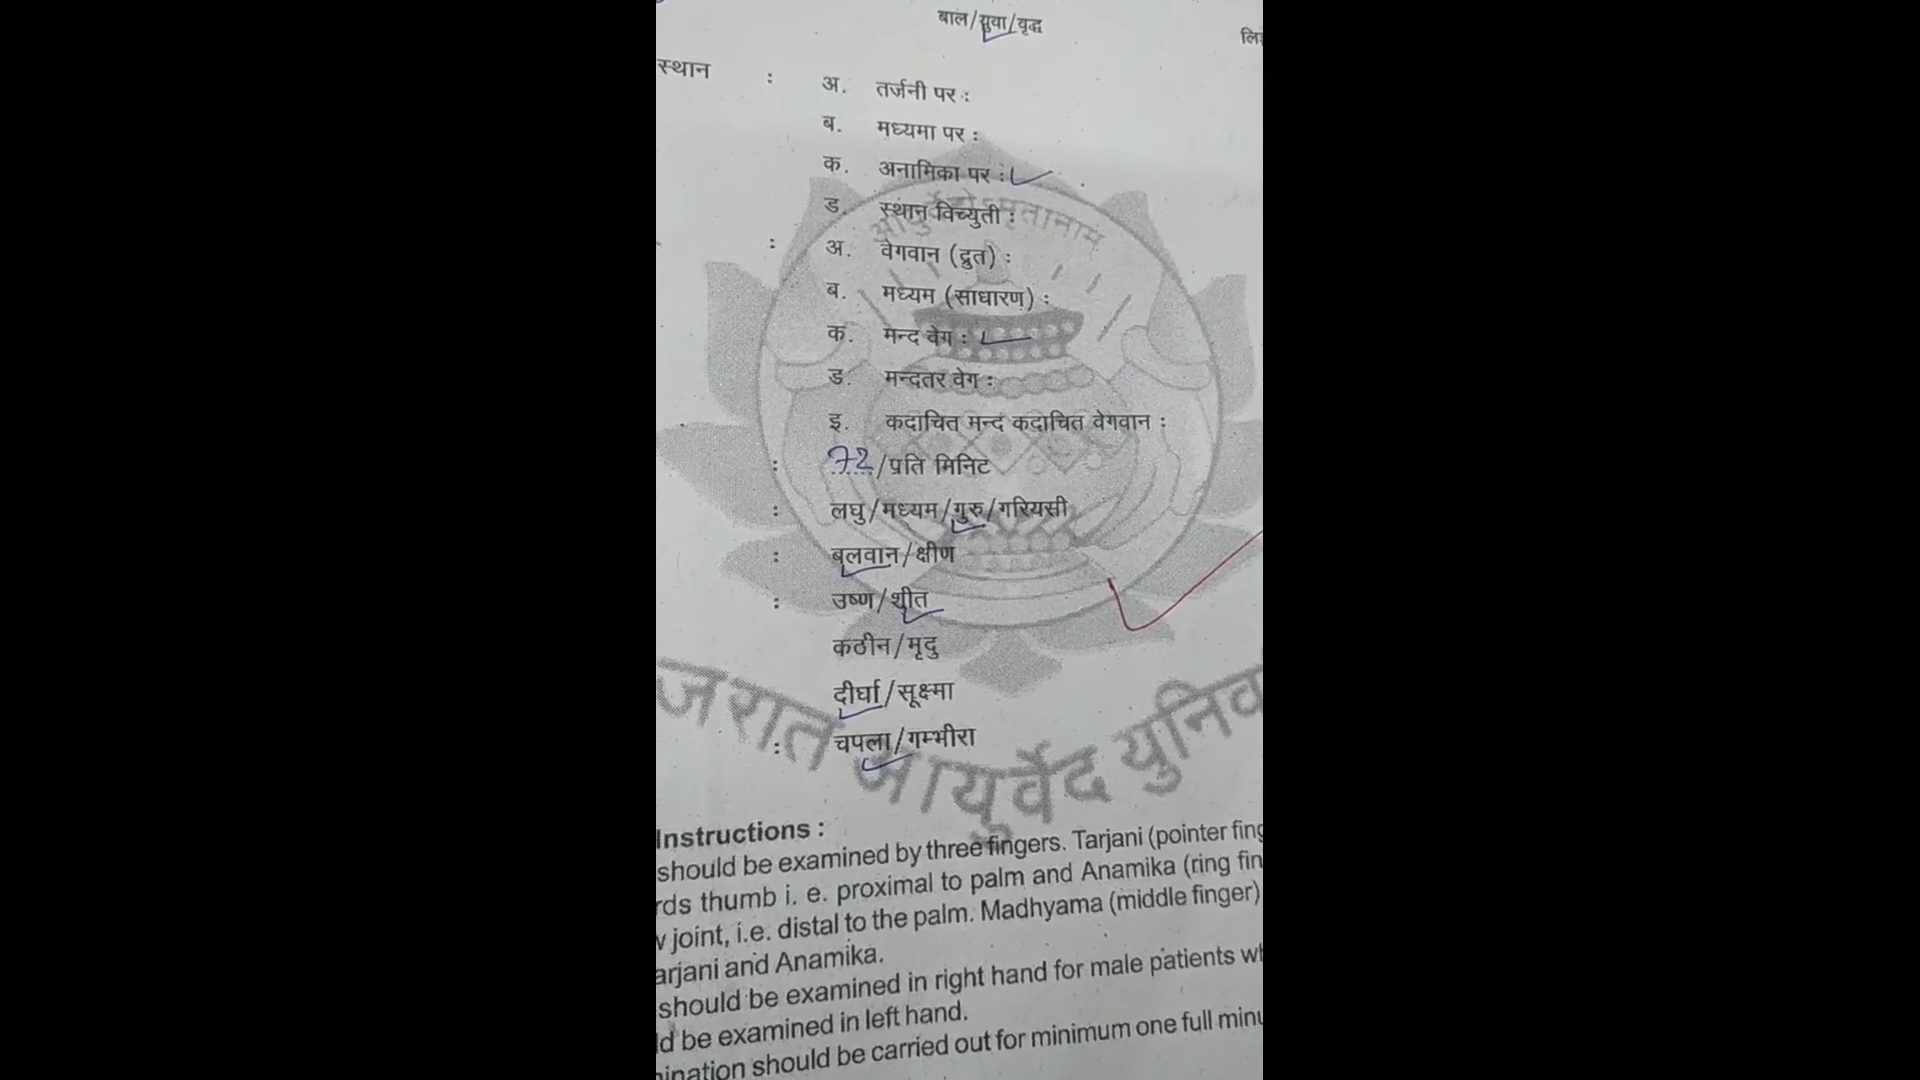 बाल/युवा/वृद्ध
स्थान : अ. तर्जनी पर :
ब. मध्यमा पर :
क. अनामिका पर :
ड. स्थान विच्युती :
: अ. वेगवान (द्रुत) :
ब. मध्यम (साधारण) :
क. मन्द वेग :
ड. मन्दतर वेग :
इ. कदाचित मन्द कदाचित वेगवान :
: 72/प्रति मिनिट
: लघु/मध्यम/गुरु/गरियसी
: बलवान/क्षीण
: उष्ण/शीत
कठीन/मृदु
दीर्घा/सूक्ष्मा
: चपला/गम्भीरा
जरात आयुर्वेद युनिव
Instructions :
should be examined by three fingers. Tarjani (pointer fing
rds thumb i. e. proximal to palm and Anamika (ring fin
w joint, i.e. distal to the palm. Madhyama (middle finger)
arjani and Anamika.
should be examined in right hand for male patients wh
ld be examined in left hand.
ination should be carried out for minimum one full minu